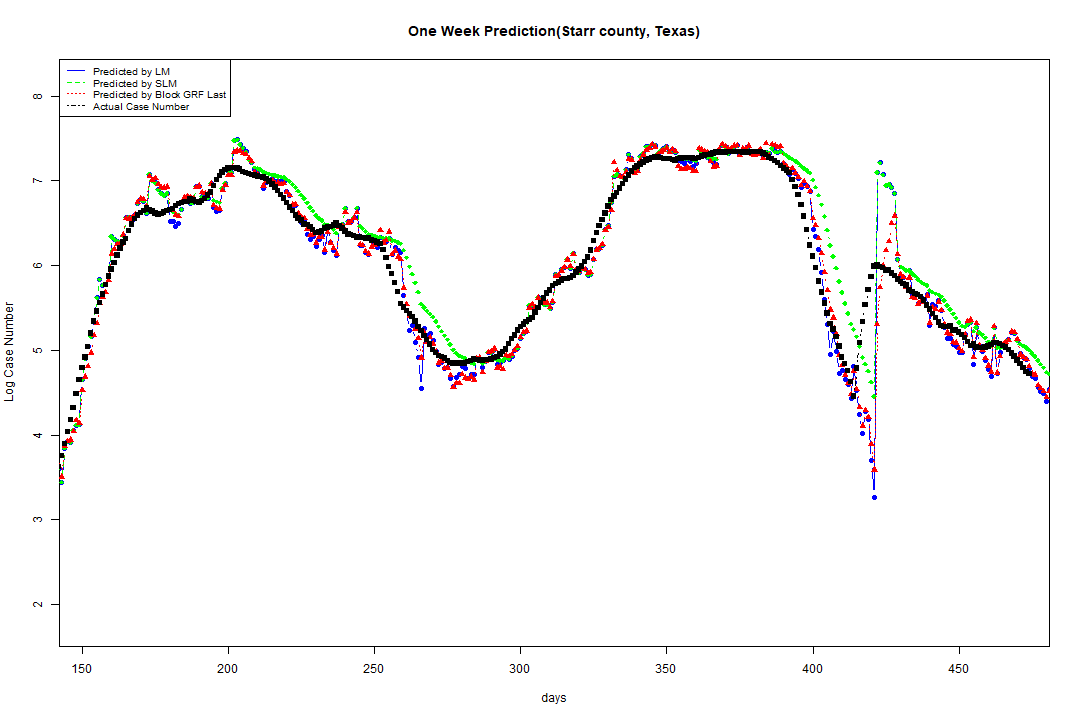 One Week Prediction(Starr county, Texas)
Predicted by LM
Predicted by SLM
Predicted by Block GRF Last
Actual Case Number
Log Case Number
8
7
6
5
4
3
2
150 200 250 300 350 400 450
days